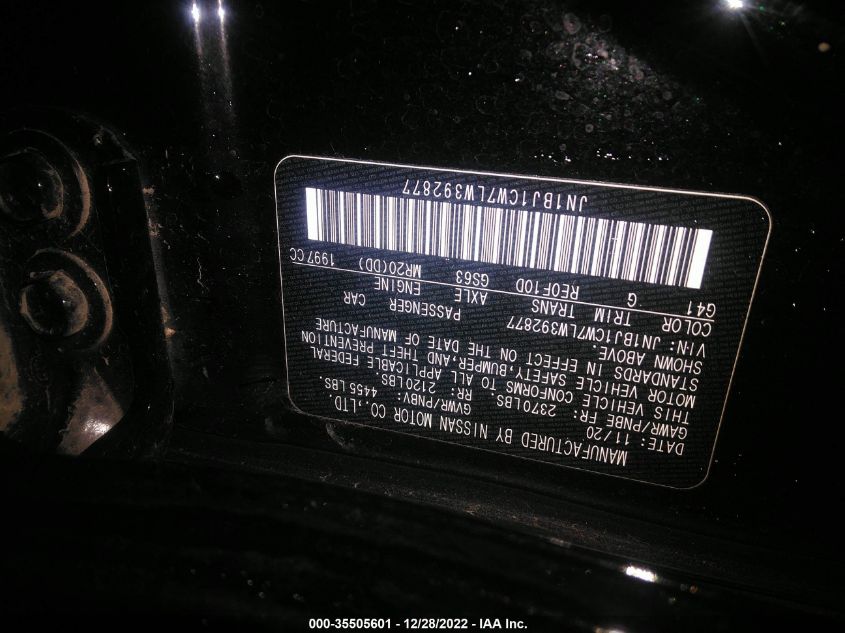 MANUFACTURED BY NISSAN MOTOR CO.,LTD.
DATE: 11/20 GVWR/PNBV: 4455 LBS.
GAWR/PNBE FR: 2370LBS. RR: 2120LBS.
THIS VEHICLE CONFORMS TO ALL APPLICABLE FEDERAL
MOTOR VEHICLE SAFETY, BUMPER, AND THEFT PREVENTION
STANDARDS IN EFFECT ON THE DATE OF MANUFACTURE
SHOWN ABOVE.
VIN: JN1BJ1CW7LW392877 PASSENGER CAR
COLOR TRIM TRANS AXLE ENGINE
G41 G REOF10D GS63 MR20(DD) 1997 CC
JN1BJ1CW7LW392877
000-35505601 - 12/28/2022 - IAA Inc.